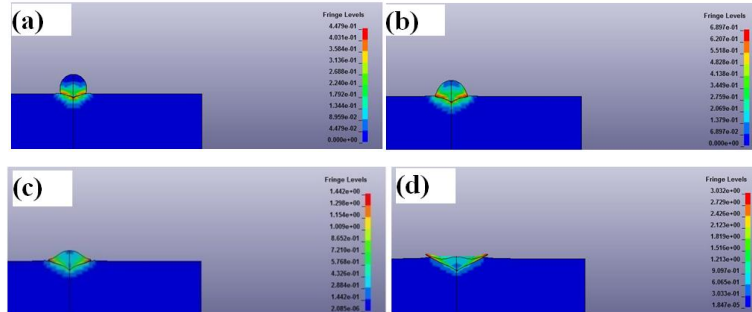 (a)
Fringe Levels
4.479e-01
4.031e-01
3.584e-01
3.136e-01
2.688e-01
2.240e-01
1.792e-01
1.344e-01
8.959e-02
4.479e-02
0.000e+00
(b)
Fringe Levels
6.897e-01
6.207e-01
5.518e-01
4.828e-01
4.138e-01
3.449e-01
2.759e-01
2.069e-01
1.379e-01
6.897e-02
0.000e+00
(c)
Fringe Levels
1.442e+00
1.298e+00
1.154e+00
1.009e+00
8.652e-01
7.210e-01
5.768e-01
4.326e-01
2.884e-01
1.442e-01
2.085e-06
(d)
Fringe Levels
3.032e+00
2.729e+00
2.426e+00
2.123e+00
1.819e+00
1.516e+00
1.213e+00
9.097e-01
6.065e-01
3.033e-01
1.847e-05